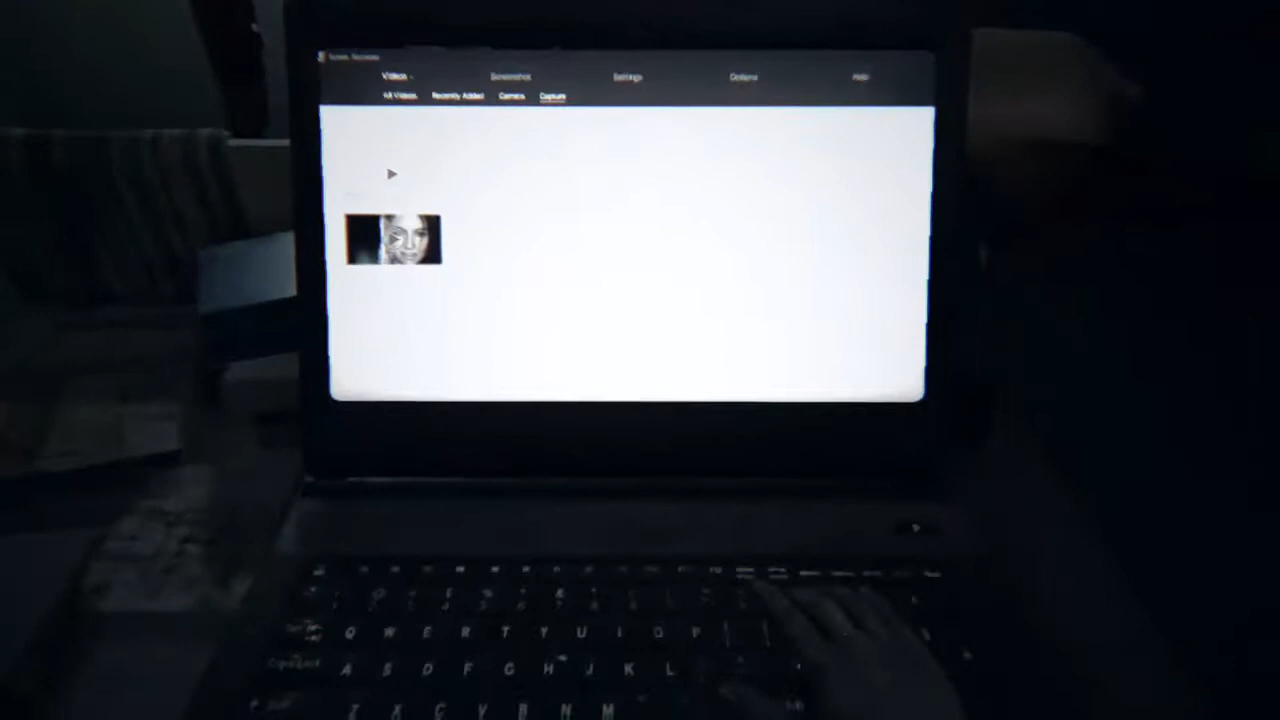 Videos Screenshot Settings Options Help
All Videos Recently Added Camera Capture
Q W E R T Y U I O P
A S D F G H J K L
Z X C V B N M